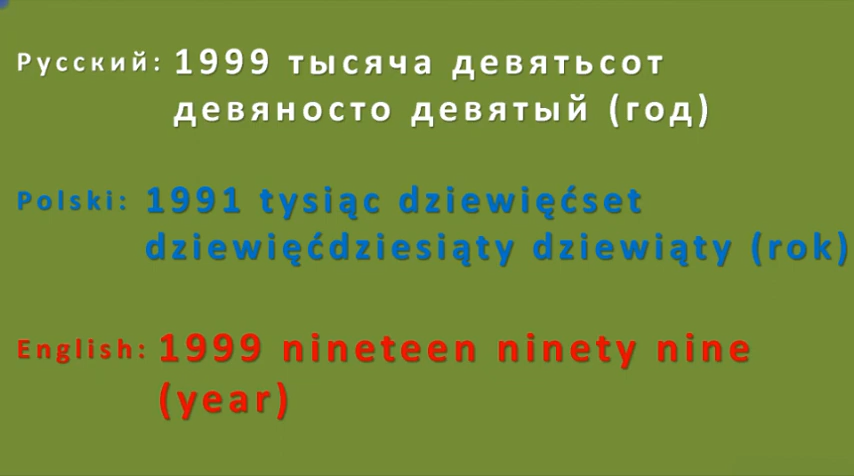 Русский: 1999 тысяча девятьсот
девяносто девятый (год)
Polski: 1991 tysiąc dziewięćset
dziewięćdziesiąty dziewiąty (rok)
English: 1999 nineteen ninety nine
(year)